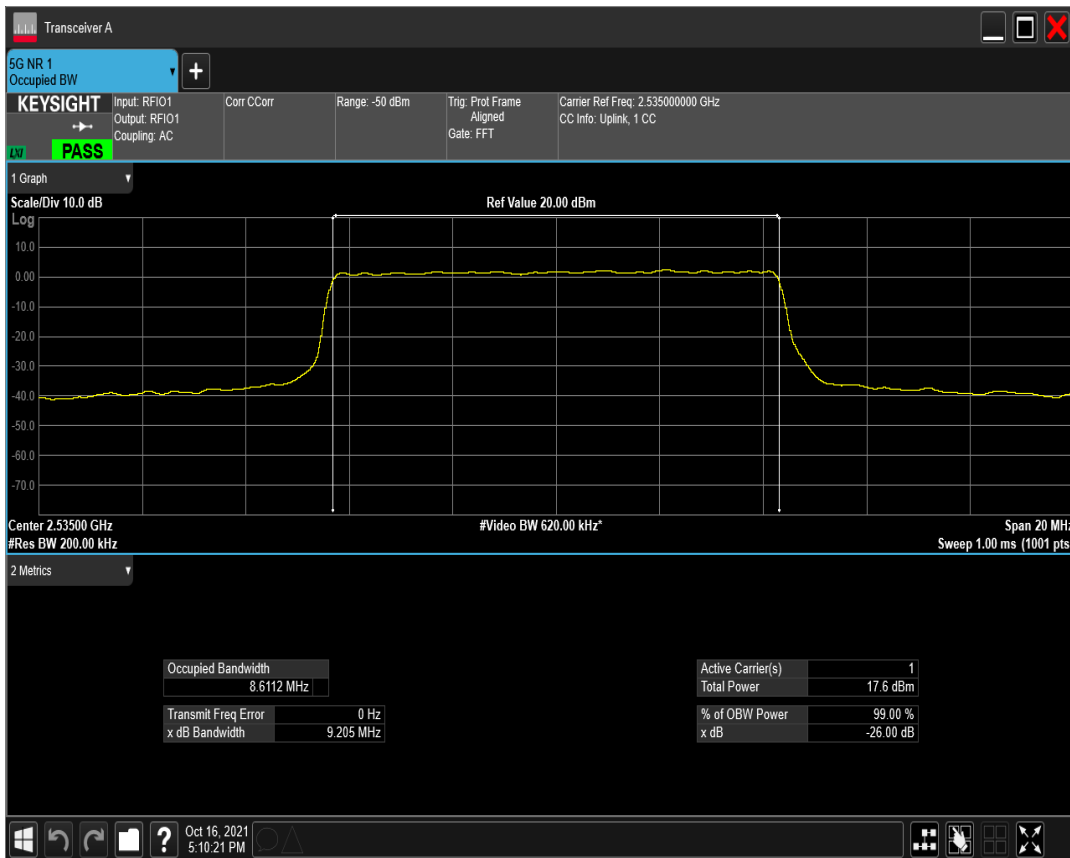 Transceiver A
5G NR 1
Occupied BW
+
KEYSIGHT
LXI
PASS
Input: RFIO1
Output: RFIO1
Coupling: AC
Corr CCorr
Range: -50 dBm
Trig: Prot Frame
Aligned
Gate: FFT
Carrier Ref Freq: 2.535000000 GHz
CC Info: Uplink, 1 CC
1 Graph
Scale/Div 10.0 dB
Ref Value 20.00 dBm
Log
10.0
0.00
-10.0
-20.0
-30.0
-40.0
-50.0
-60.0
-70.0
Center 2.53500 GHz
#Video BW 620.00 kHz*
Span 20 MHz
#Res BW 200.00 kHz
Sweep 1.00 ms (1001 pts
2 Metrics
Occupied Bandwidth
8.6112 MHz
Transmit Freq Error 0 Hz
x dB Bandwidth 9.205 MHz
Active Carrier(s) 1
Total Power 17.6 dBm
% of OBW Power 99.00 %
x dB -26.00 dB
?
Oct 16, 2021
5:10:21 PM